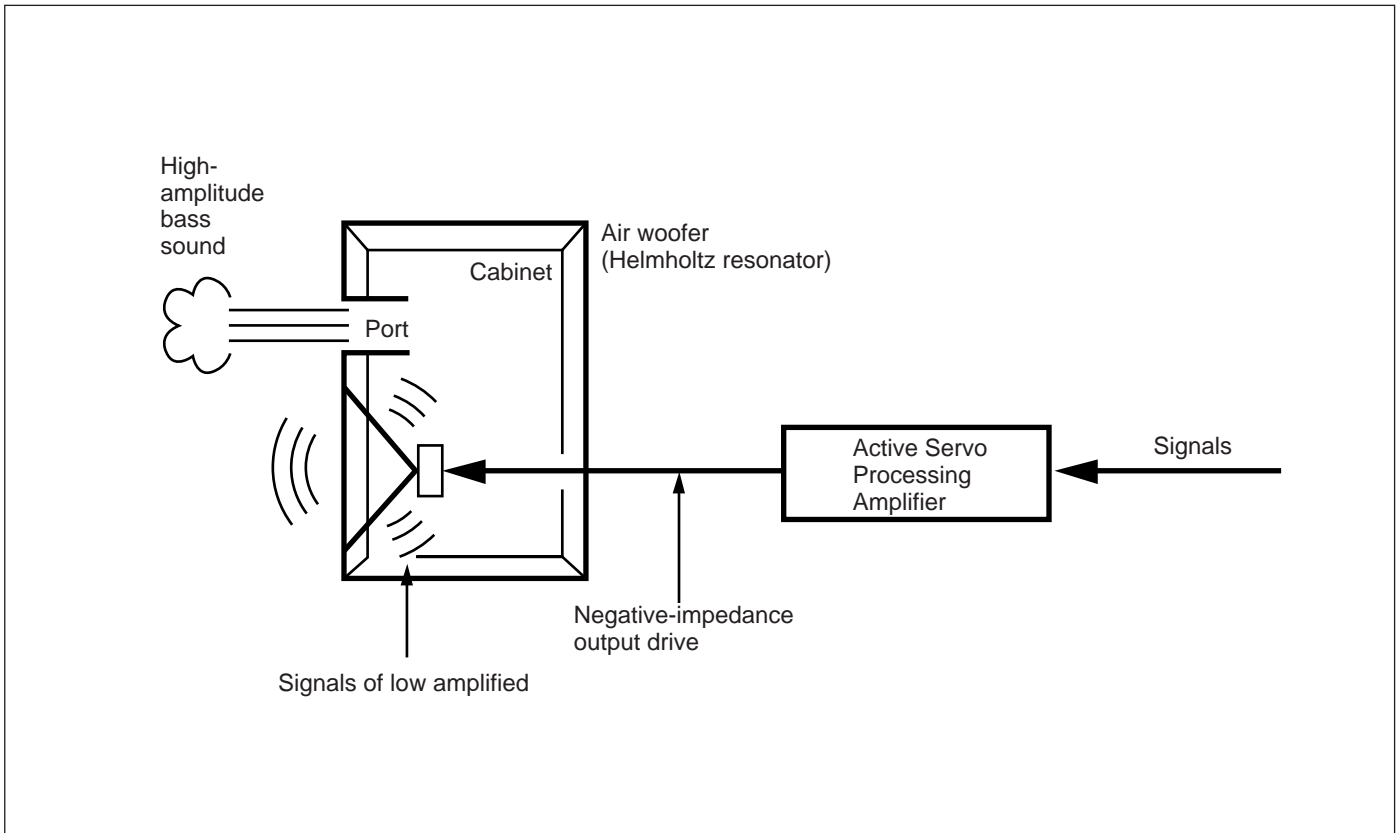 High-
amplitude
bass
sound
Air woofer
(Helmholtz resonator)
Cabinet
Port
Active Servo
Processing
Amplifier
Signals
Negative-impedance
output drive
Signals of low amplified